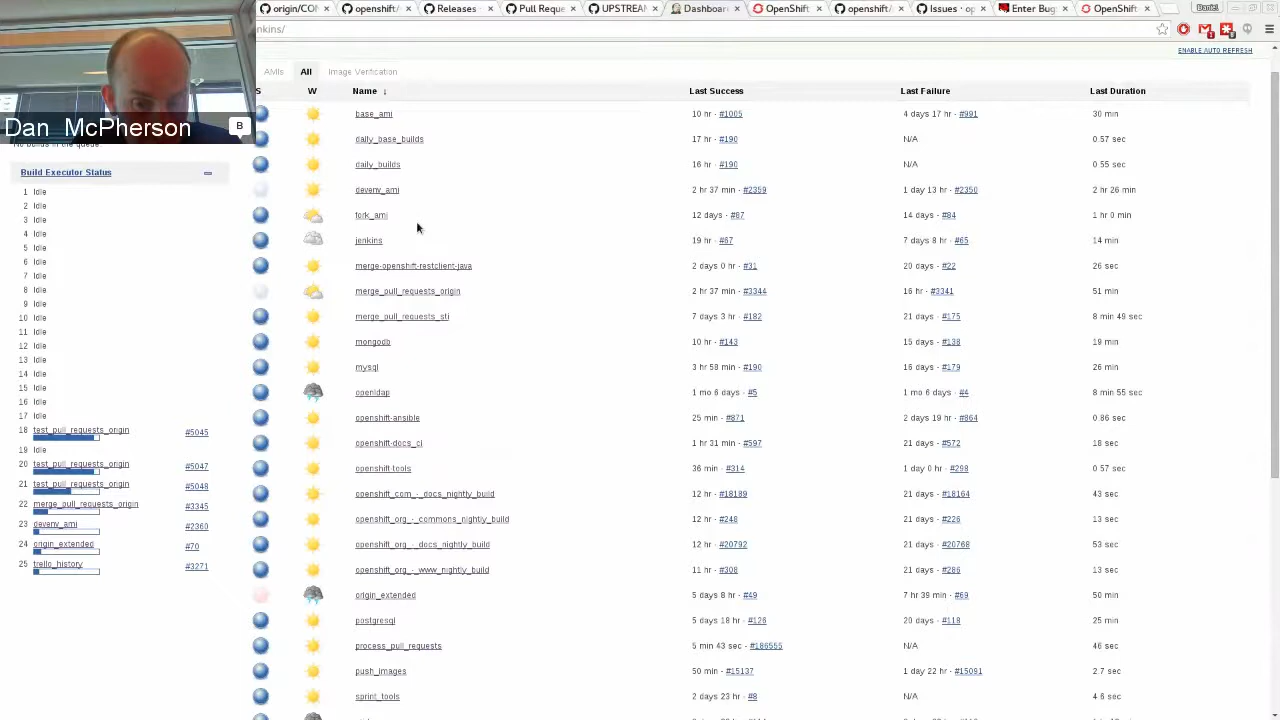 origin/CON
openshift/
Releases ·
Pull Reque
UPSTREAM
Dashboar
OpenShift
openshift/
Issues · op
Enter Bug
OpenShift
Daniel
enkins/
ENABLE AUTO REFRESH
AMIs All Image Verification
S W Name ↓ Last Success Last Failure Last Duration
Dan McPherson B
No builds in the queue.
Build Executor Status
1 Idle
2 Idle
3 Idle
4 Idle
5 Idle
6 Idle
7 Idle
8 Idle
9 Idle
10 Idle
11 Idle
12 Idle
13 Idle
14 Idle
15 Idle
16 Idle
17 Idle
18 test_pull_requests_origin #5045
19 Idle
20 test_pull_requests_origin #5047
21 test_pull_requests_origin #5048
22 merge_pull_requests_origin #3345
23 devenv_ami #2360
24 origin_extended #70
25 trello_history #3271
base_ami 10 hr - #1005 4 days 17 hr - #991 30 min
daily_base_builds 17 hr - #190 N/A 0.57 sec
daily_builds 16 hr - #190 N/A 0.55 sec
devenv_ami 2 hr 37 min - #2359 1 day 13 hr - #2350 2 hr 26 min
fork_ami 12 days - #87 14 days - #84 1 hr 0 min
jenkins 19 hr - #67 7 days 8 hr - #65 14 min
merge-openshift-restclient-java 2 days 0 hr - #31 20 days - #22 26 sec
merge_pull_requests_origin 2 hr 37 min - #3344 16 hr - #3341 51 min
merge_pull_requests_sti 7 days 3 hr - #182 21 days - #175 8 min 49 sec
mongodb 10 hr - #143 15 days - #138 19 min
mysql 3 hr 58 min - #190 16 days - #179 26 min
openldap 1 mo 6 days - #5 1 mo 6 days - #4 8 min 55 sec
openshift-ansible 25 min - #871 2 days 19 hr - #864 0.86 sec
openshift-docs_ci 1 hr 31 min - #597 21 days - #572 18 sec
openshift-tools 36 min - #314 1 day 0 hr - #298 0.57 sec
openshift_com_-_docs_nightly_build 12 hr - #18189 21 days - #18164 43 sec
openshift_org_-_commons_nightly_build 12 hr - #248 21 days - #226 13 sec
openshift_org_-_docs_nightly_build 12 hr - #20792 21 days - #20768 53 sec
openshift_org_-_www_nightly_build 11 hr - #308 21 days - #286 13 sec
origin_extended 5 days 8 hr - #49 7 hr 39 min - #69 50 min
postgresql 5 days 18 hr - #126 20 days - #118 25 min
process_pull_requests 5 min 43 sec - #186555 N/A 46 sec
push_images 50 min - #15137 1 day 22 hr - #15091 2.7 sec
sprint_tools 2 days 23 hr - #8 N/A 4.6 sec